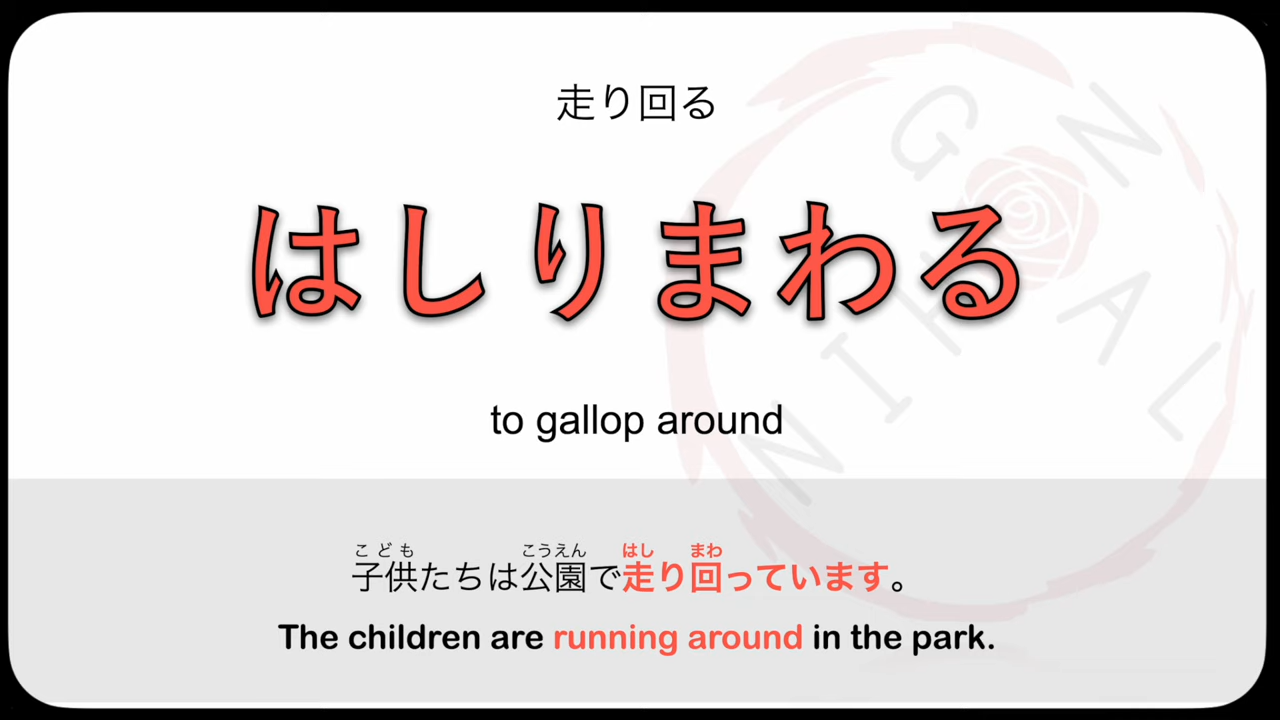 走り回る
はしりまわる
to gallop around
こども こうえん はし まわ
子供たちは公園で走り回っています。
The children are running around in the park.
NIHON GAL